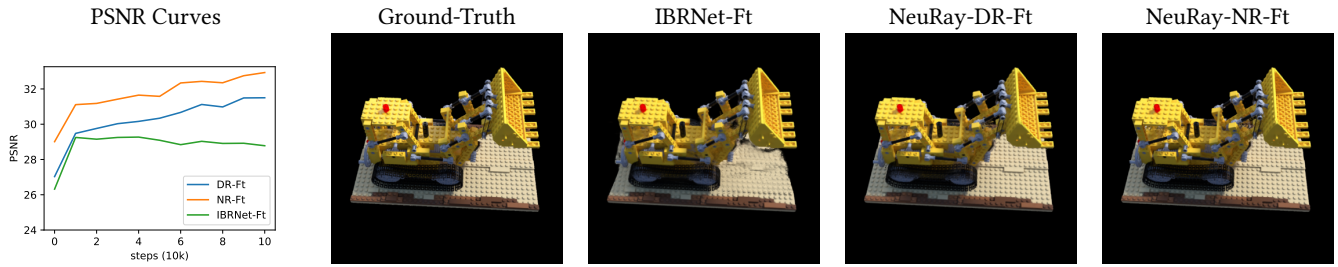 PSNR Curves
Ground-Truth
IBRNet-Ft
NeuRay-DR-Ft
NeuRay-NR-Ft
PSNR
32
30
28
26
24
DR-Ft
NR-Ft
IBRNet-Ft
0 2 4 6 8 10
steps (10k)